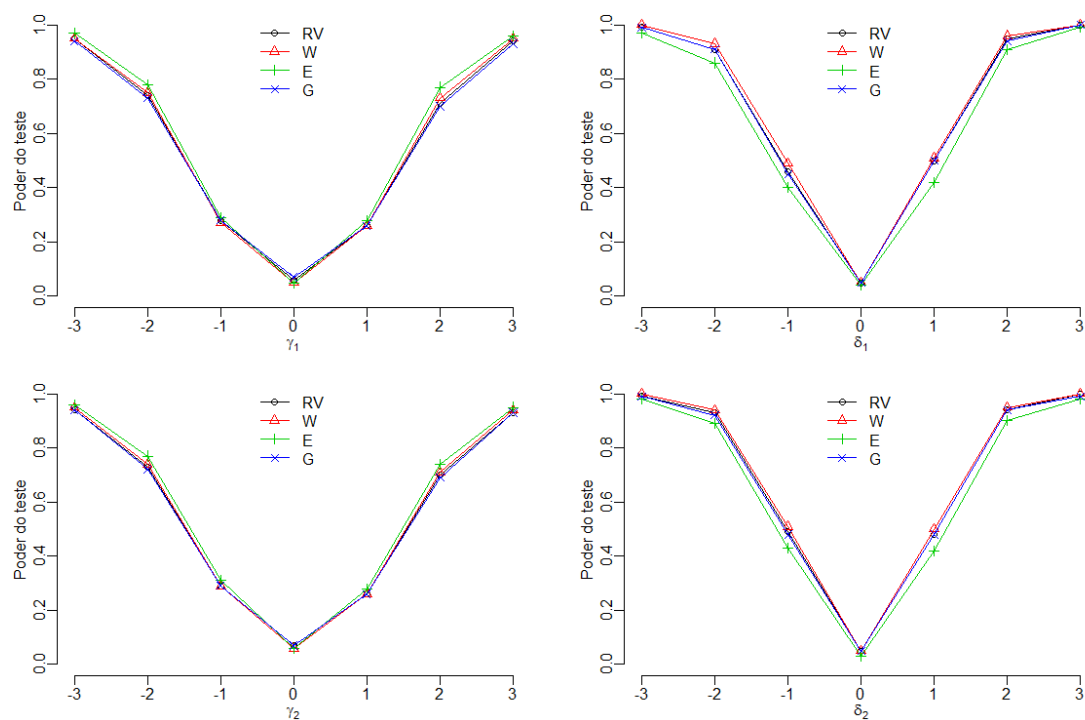 Poder do teste
1.0
0.8
0.6
0.4
0.2
0.0
RV
W
E
G
-3 -2 -1 0 1 2 3
γ1
Poder do teste
1.0
0.8
0.6
0.4
0.2
0.0
RV
W
E
G
-3 -2 -1 0 1 2 3
δ1
Poder do teste
1.0
0.8
0.6
0.4
0.2
0.0
RV
W
E
G
-3 -2 -1 0 1 2 3
γ2
Poder do teste
1.0
0.8
0.6
0.4
0.2
0.0
RV
W
E
G
-3 -2 -1 0 1 2 3
δ2